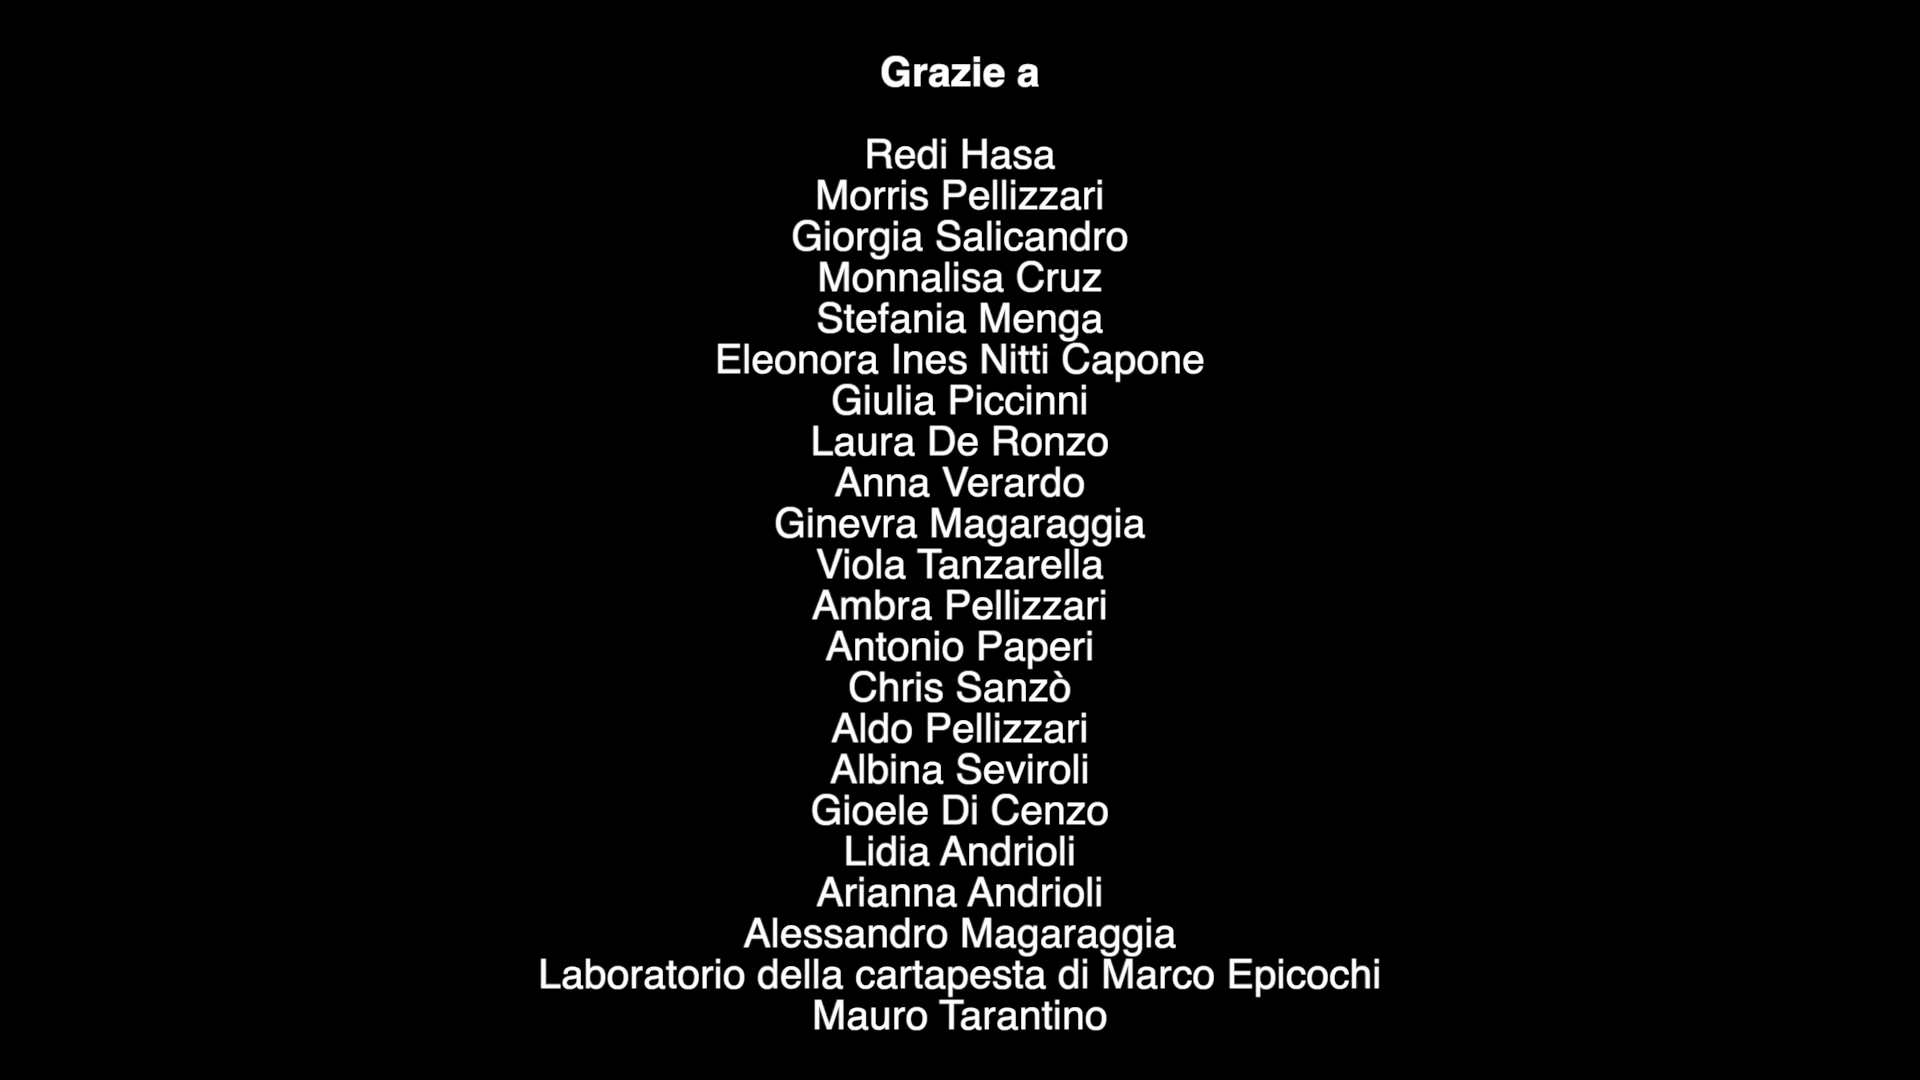 Grazie a
Redi Hasa
Morris Pellizzari
Giorgia Salicandro
Monnalisa Cruz
Stefania Menga
Eleonora Ines Nitti Capone
Giulia Piccinni
Laura De Ronzo
Anna Verardo
Ginevra Magaraggia
Viola Tanzarella
Ambra Pellizzari
Antonio Paperi
Chris Sanzò
Aldo Pellizzari
Albina Seviroli
Gioele Di Cenzo
Lidia Andrioli
Arianna Andrioli
Alessandro Magaraggia
Laboratorio della cartapesta di Marco Epicochi
Mauro Tarantino